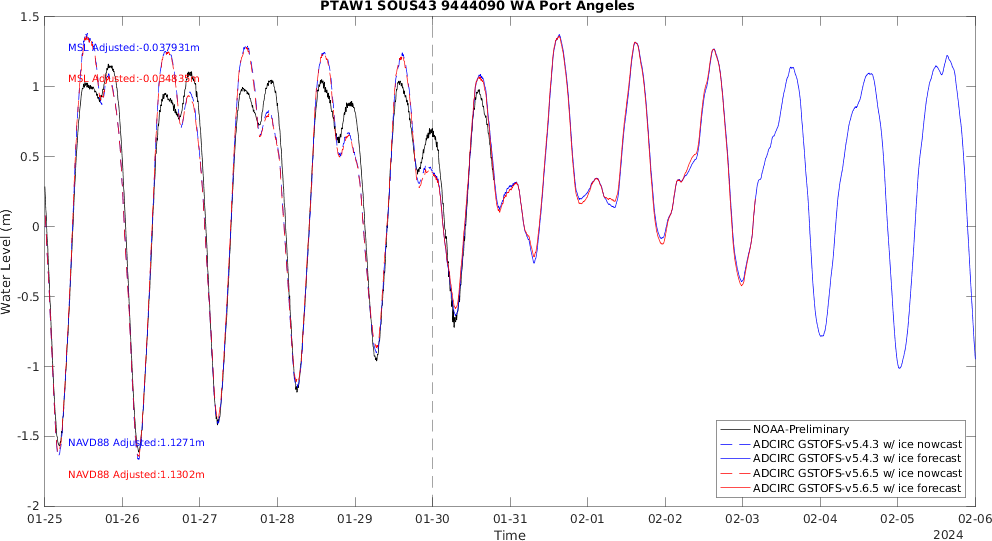 PTAW1 SOUS43 9444090 WA Port Angeles
Water Level (m)
1.5
1
0.5
0
-0.5
-1
-1.5
-2
MSL Adjusted:-0.037931m
MSL Adjusted:-0.034835m
NAVD88 Adjusted:1.1271m
NAVD88 Adjusted:1.1302m
NOAA-Preliminary
ADCIRC GSTOFS-v5.4.3 w/ ice nowcast
ADCIRC GSTOFS-v5.4.3 w/ ice forecast
ADCIRC GSTOFS-v5.6.5 w/ ice nowcast
ADCIRC GSTOFS-v5.6.5 w/ ice forecast
01-25 01-26 01-27 01-28 01-29 01-30 01-31 02-01 02-02 02-03 02-04 02-05 02-06
Time
2024